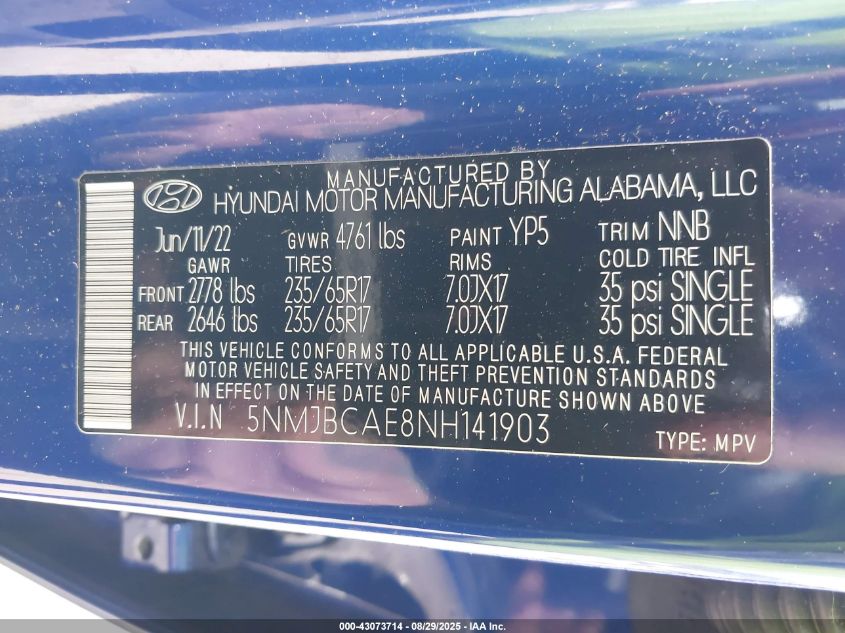 MANUFACTURED BY
HYUNDAI MOTOR MANUFACTURING ALABAMA, LLC
Jun/11/22 GVWR 4761 lbs PAINT YP5 TRIM NNB
GAWR TIRES RIMS COLD TIRE INFL
FRONT 2778 lbs 235/65R17 7.0JX17 35 psi SINGLE
REAR 2646 lbs 235/65R17 7.0JX17 35 psi SINGLE
THIS VEHICLE CONFORMS TO ALL APPLICABLE U.S.A. FEDERAL
MOTOR VEHICLE SAFETY AND THEFT PREVENTION STANDARDS
IN EFFECT ON THE DATE OF MANUFACTURE SHOWN ABOVE
V.I.N 5NMJBCAE8NH141903
TYPE: MPV
000-43073714 - 08/29/2025 - IAA Inc.